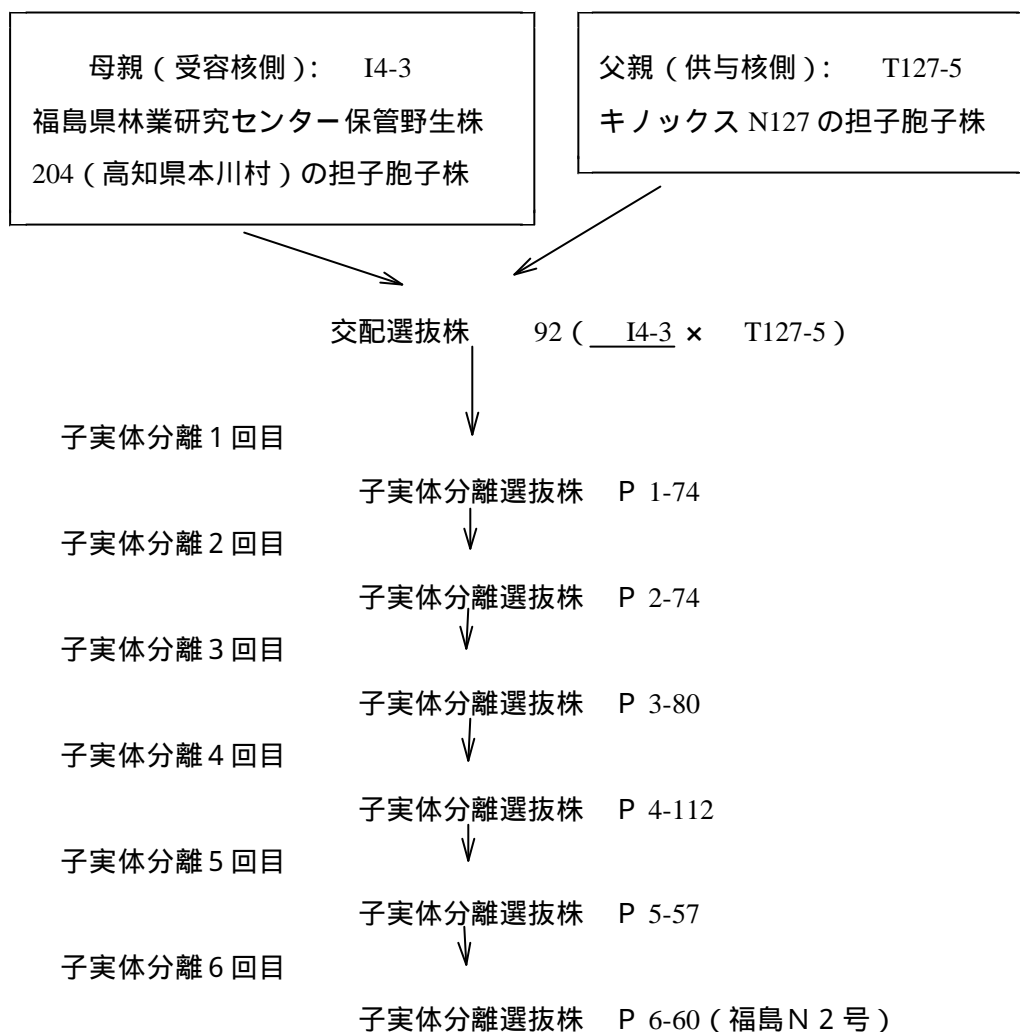 母親（受容核側）： I4-3
福島県林業研究センター保管野生株
204（高知県本川村）の担子胞子株
父親（供与核側）： T127-5
キノックス N127 の担子胞子株
交配選抜株 92（ I4-3 × T127-5）
子実体分離1回目
子実体分離選抜株 P 1-74
子実体分離2回目
子実体分離選抜株 P 2-74
子実体分離3回目
子実体分離選抜株 P 3-80
子実体分離4回目
子実体分離選抜株 P 4-112
子実体分離5回目
子実体分離選抜株 P 5-57
子実体分離6回目
子実体分離選抜株 P 6-60（福島N2号）